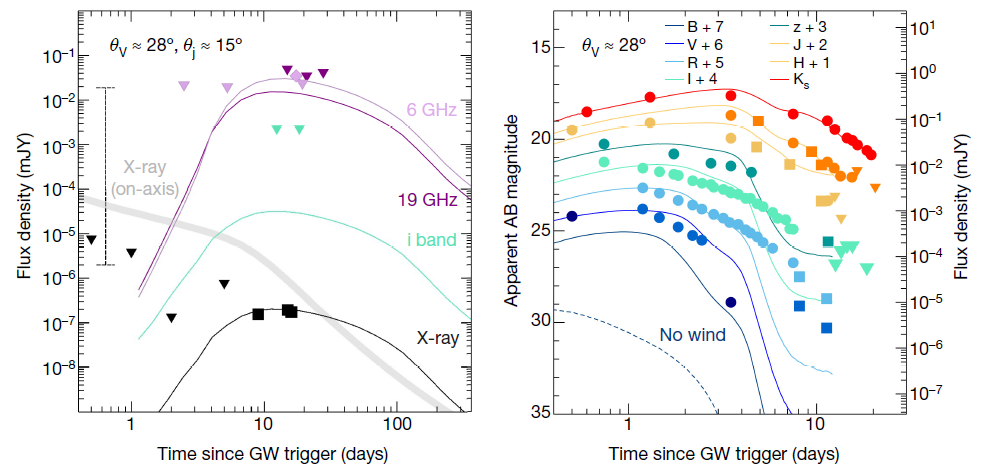 θV ≈ 28°, θj ≈ 15°
10⁻¹
10⁻²
10⁻³
10⁻⁴
10⁻⁵
10⁻⁶
10⁻⁷
10⁻⁸
Flux density (mJY)
6 GHz
X-ray
(on-axis)
19 GHz
i band
X-ray
1 10 100
Time since GW trigger (days)
θV ≈ 28°
B + 7
V + 6
R + 5
I + 4
z + 3
J + 2
H + 1
Ks
15
20
25
30
35
Apparent AB magnitude
No wind
10¹
10⁰
10⁻¹
10⁻²
10⁻³
10⁻⁴
10⁻⁵
10⁻⁶
10⁻⁷
Flux density (mJY)
1 10
Time since GW trigger (days)